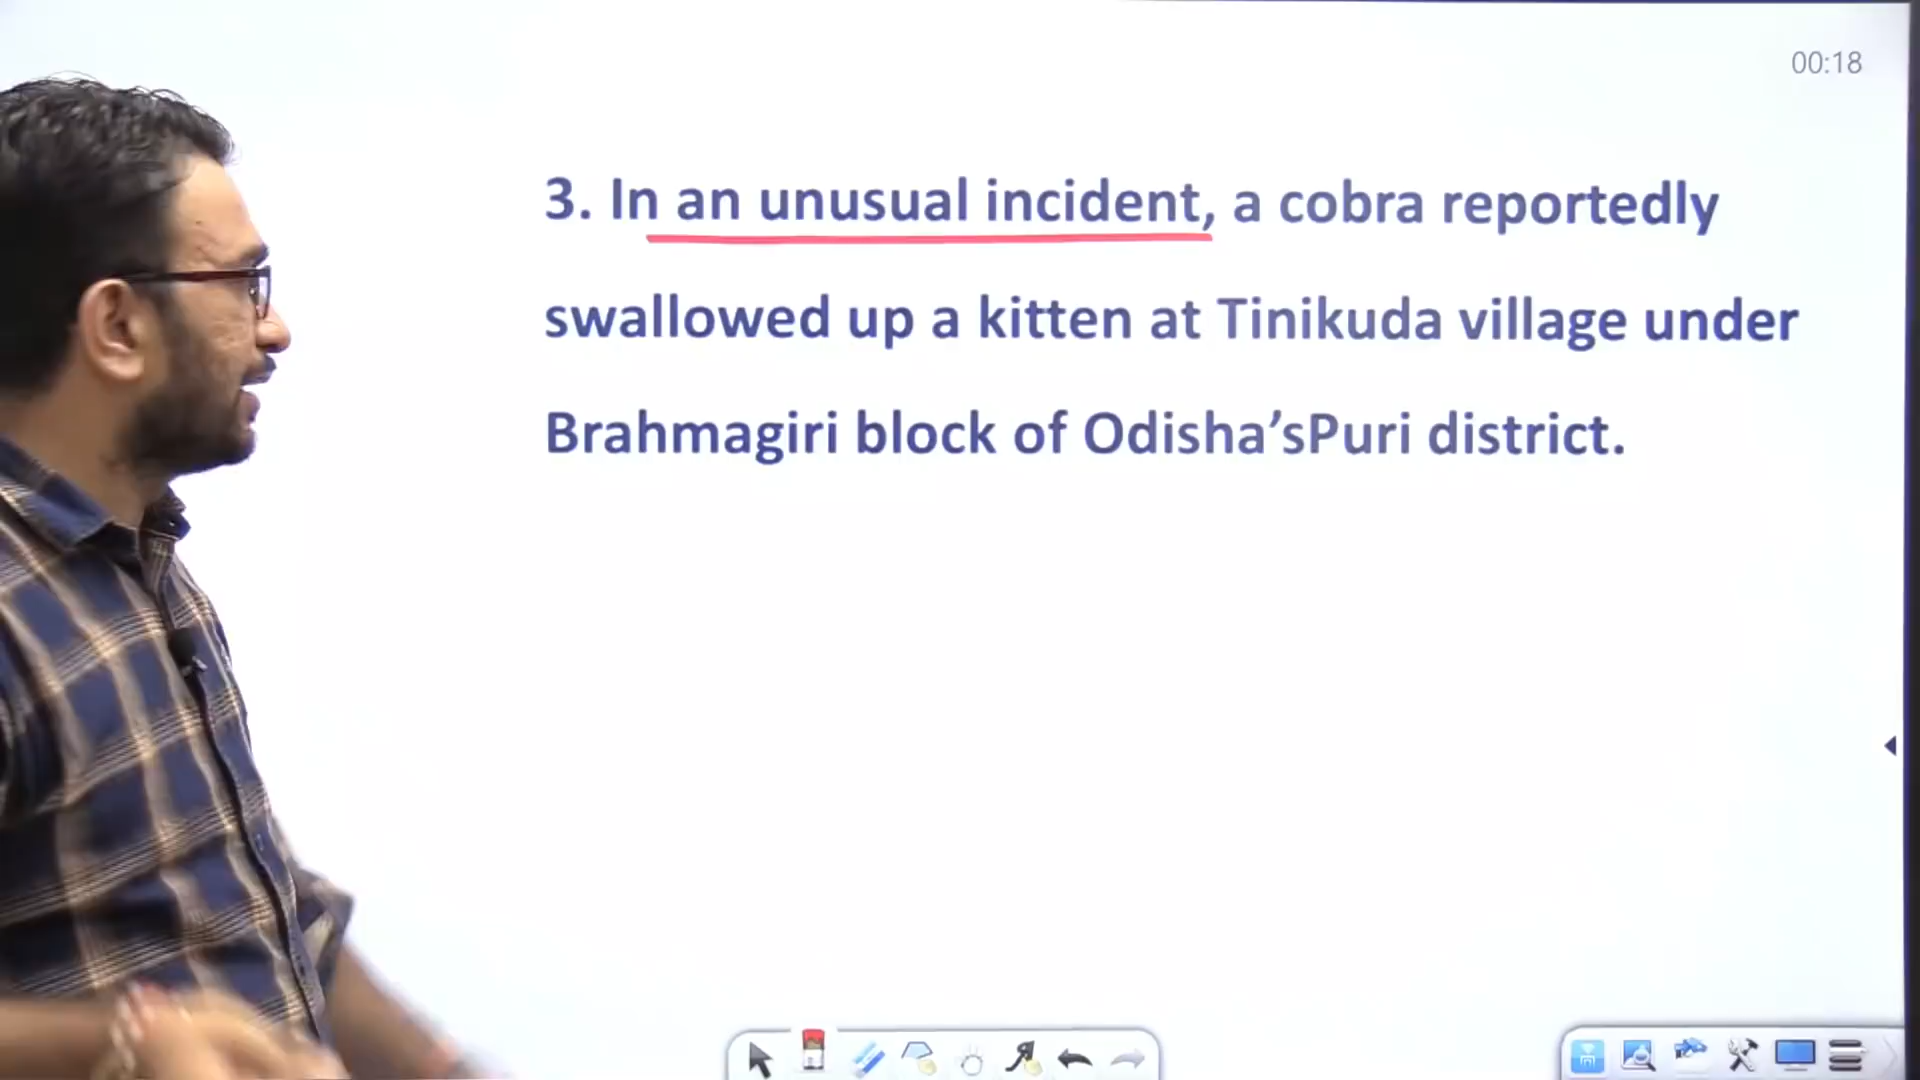 00:18
3. In an unusual incident, a cobra reportedly
swallowed up a kitten at Tinikuda village under
Brahmagiri block of Odisha’sPuri district.